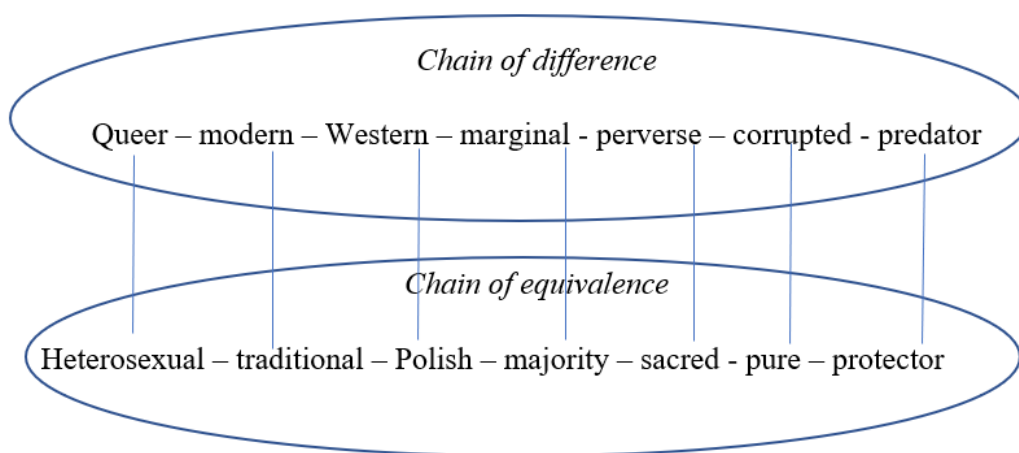 Chain of difference
Queer – modern – Western – marginal - perverse – corrupted - predator
Chain of equivalence
Heterosexual – traditional – Polish – majority – sacred - pure – protector